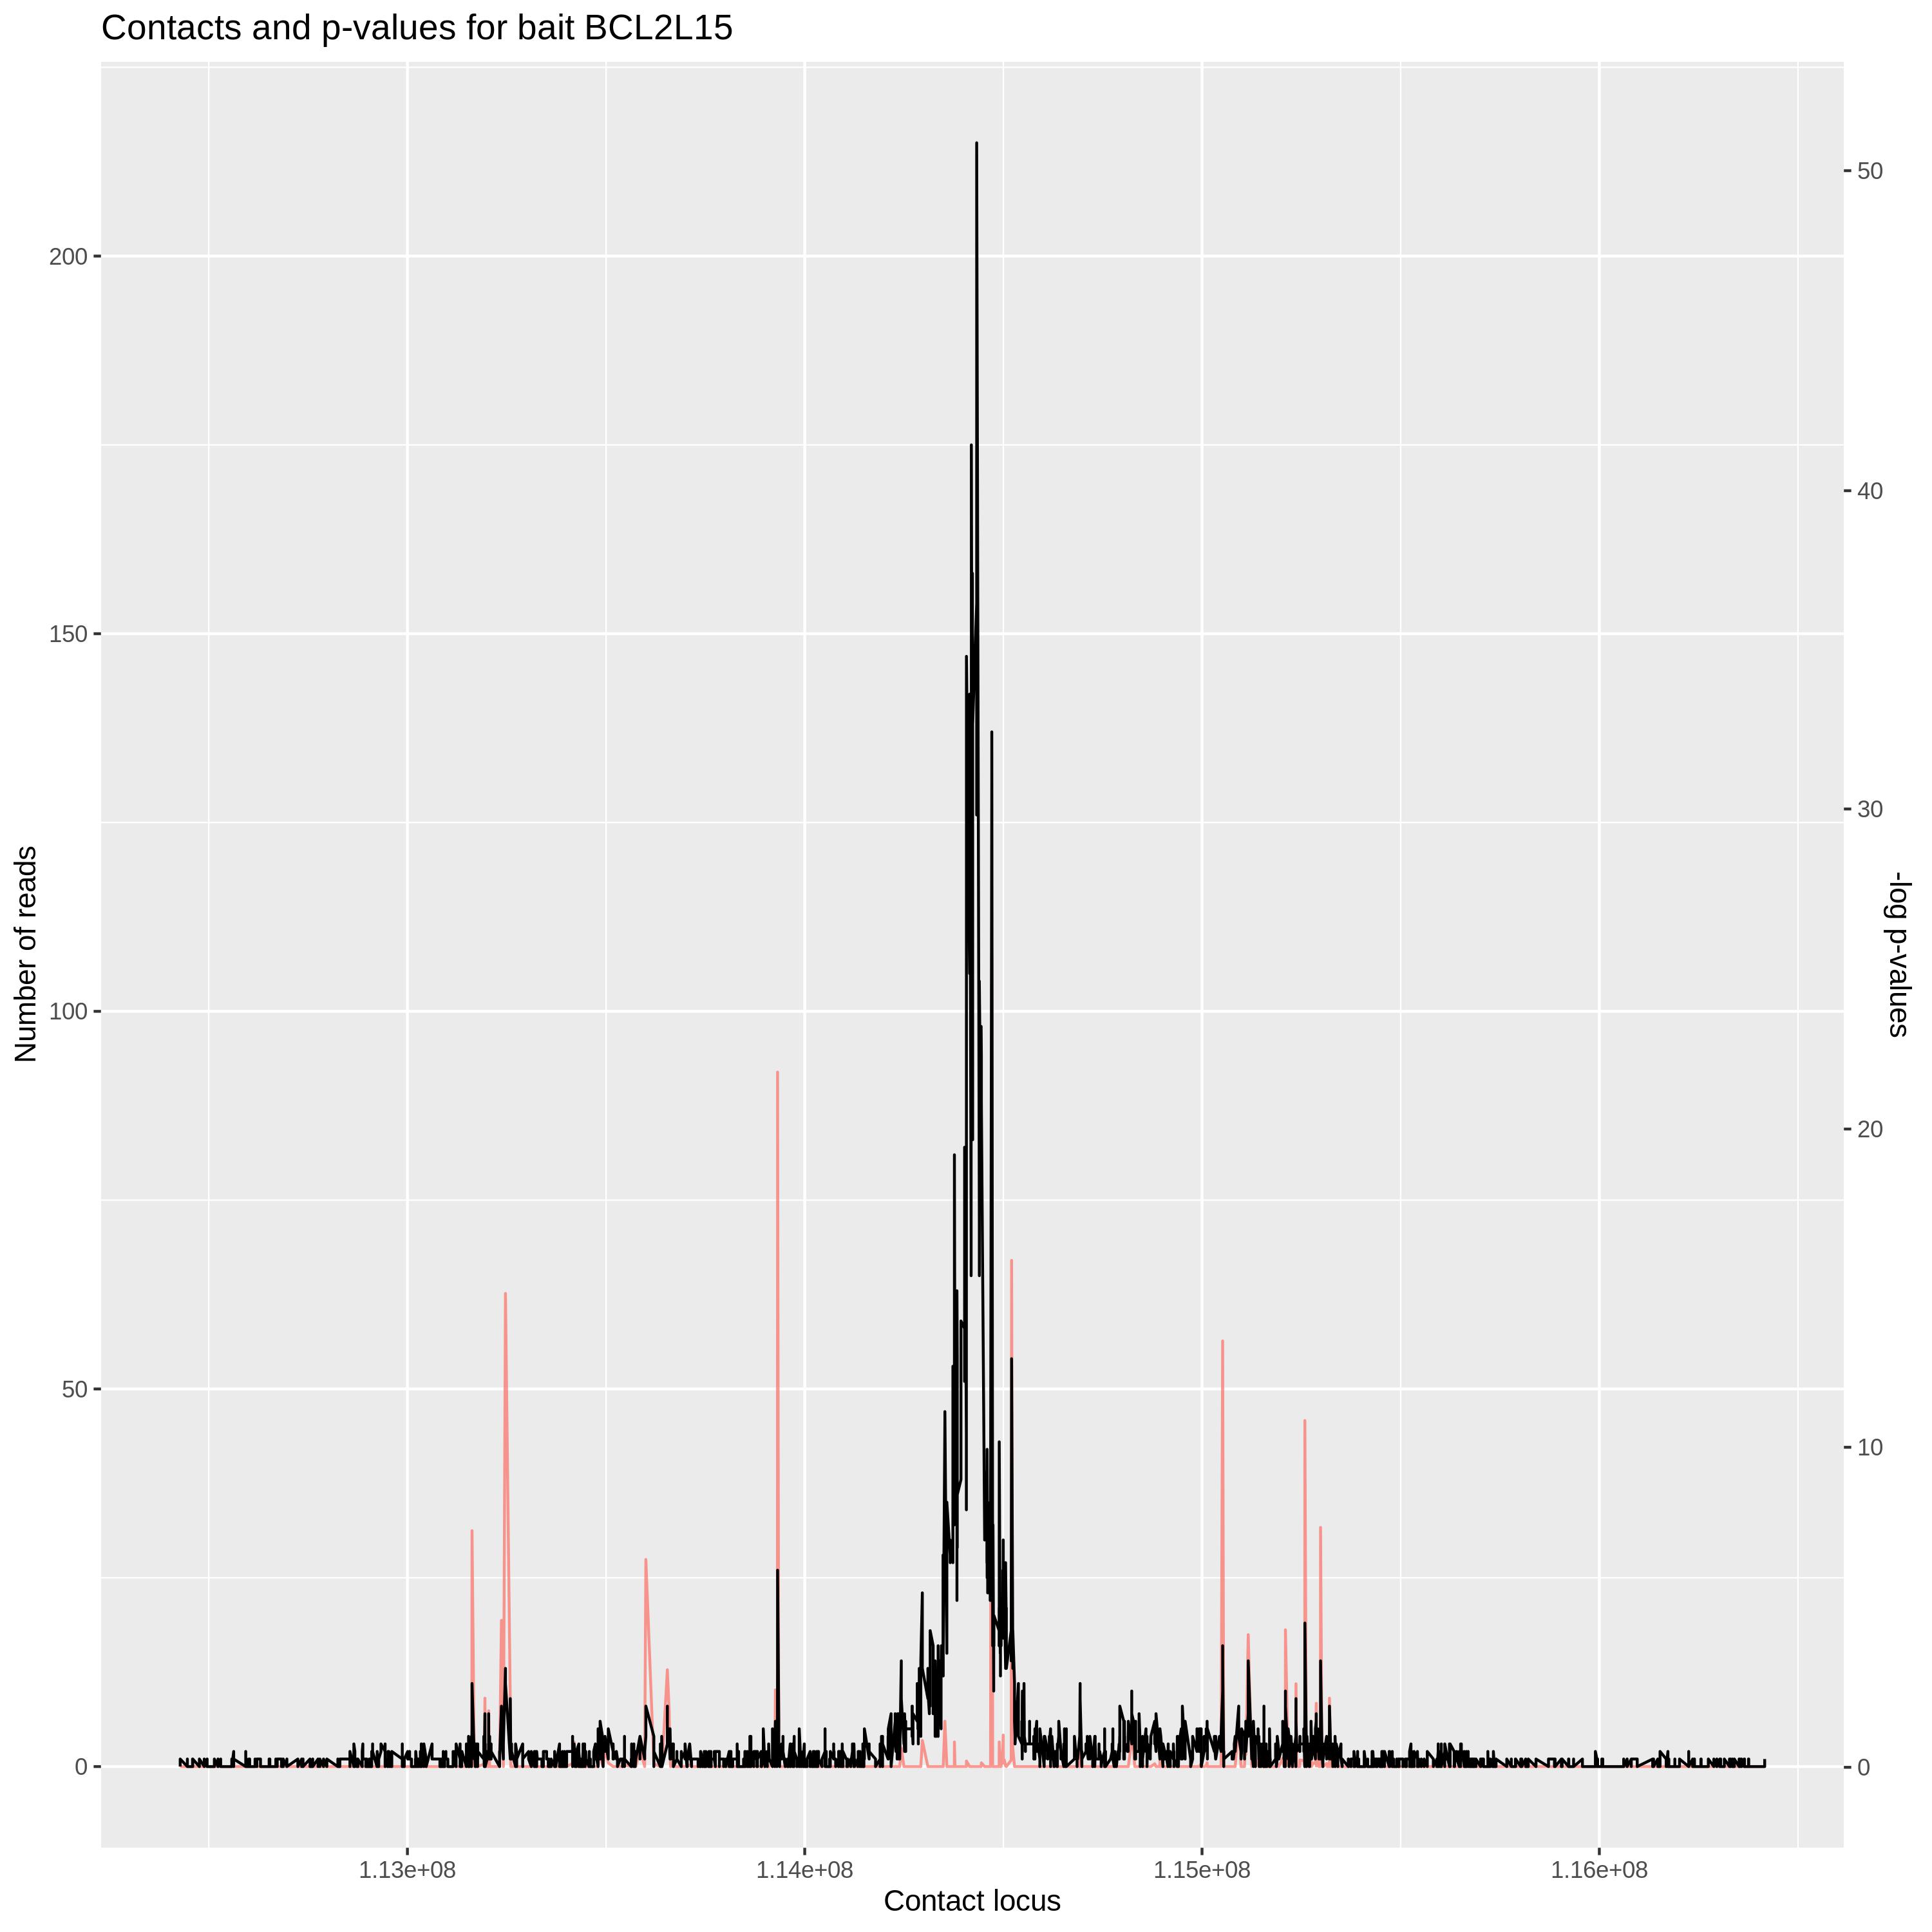 Contacts and p-values for bait BCL2L15
200
150
100
50
0
Number of reads
50
40
30
20
10
0
-log p-values
1.13e+08
1.14e+08
1.15e+08
1.16e+08
Contact locus